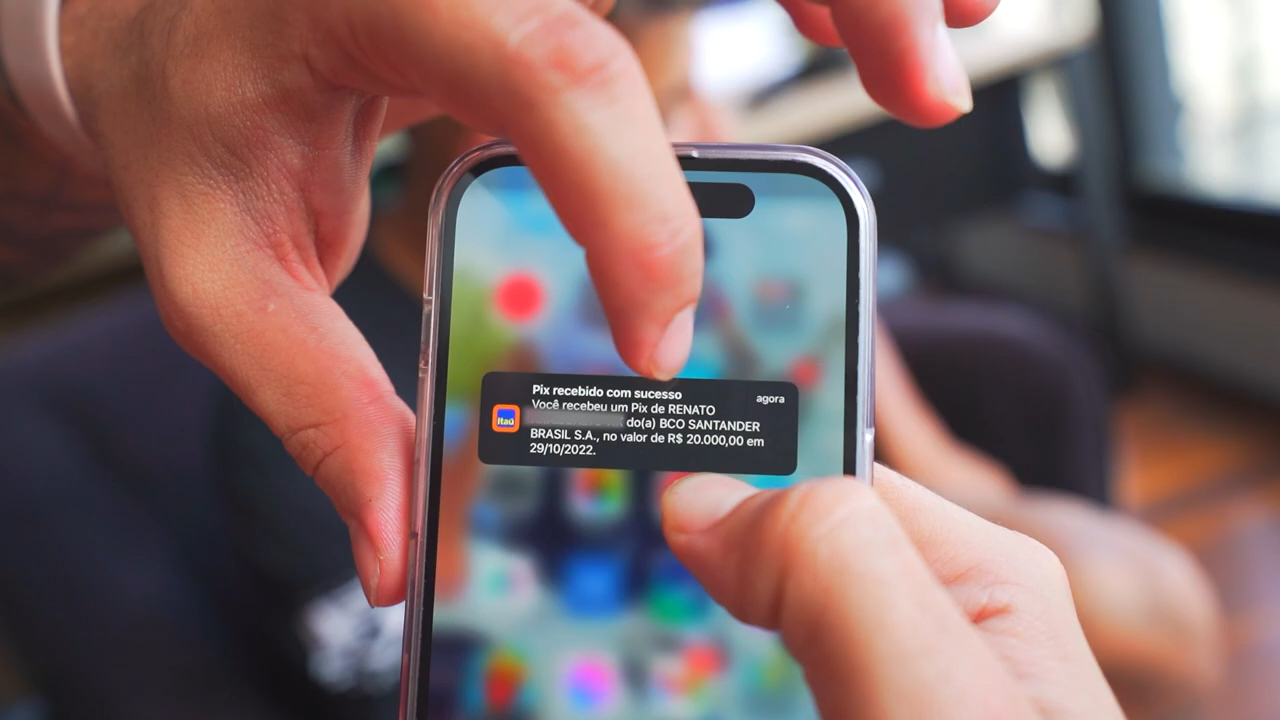 Pix recebido com sucesso
agora
Você recebeu um Pix de RENATO
do(a) BCO SANTANDER
BRASIL S.A., no valor de R$ 20.000,00 em
29/10/2022.
Itaú